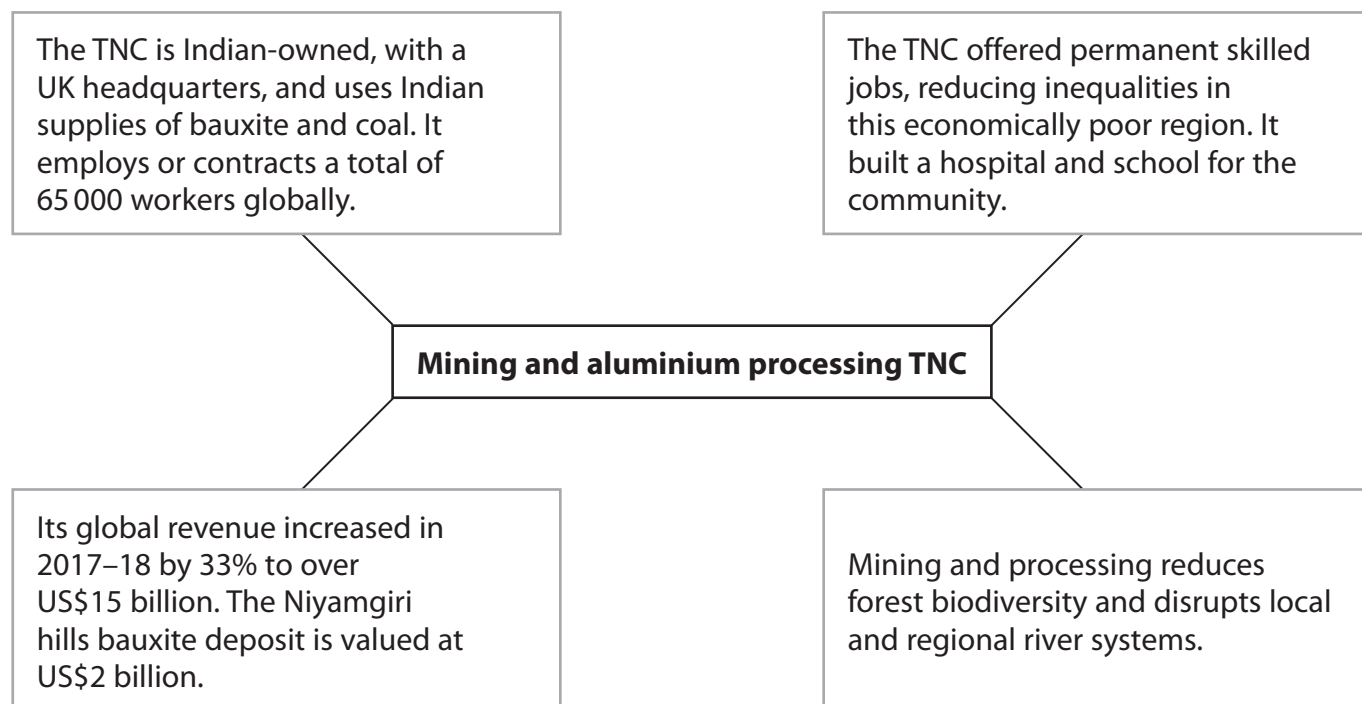 The TNC is Indian-owned, with a
UK headquarters, and uses Indian
supplies of bauxite and coal. It
employs or contracts a total of
65 000 workers globally.
The TNC offered permanent skilled
jobs, reducing inequalities in
this economically poor region. It
built a hospital and school for the
community.
Mining and aluminium processing TNC
Its global revenue increased in
2017–18 by 33% to over
US$15 billion. The Niyamgiri
hills bauxite deposit is valued at
US$2 billion.
Mining and processing reduces
forest biodiversity and disrupts local
and regional river systems.